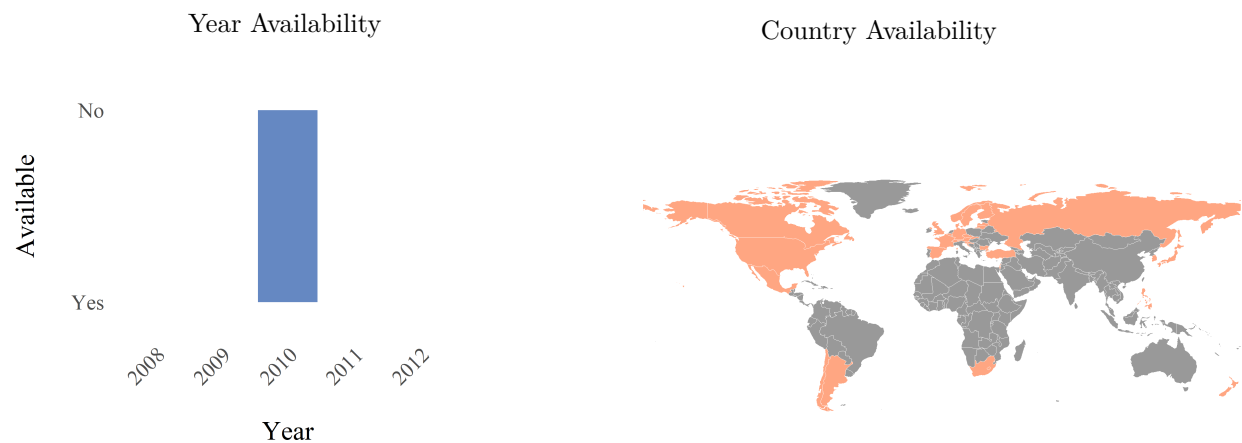 Year Availability
Available
No
Yes
2008
2009
2010
2011
2012
Year
Country Availability